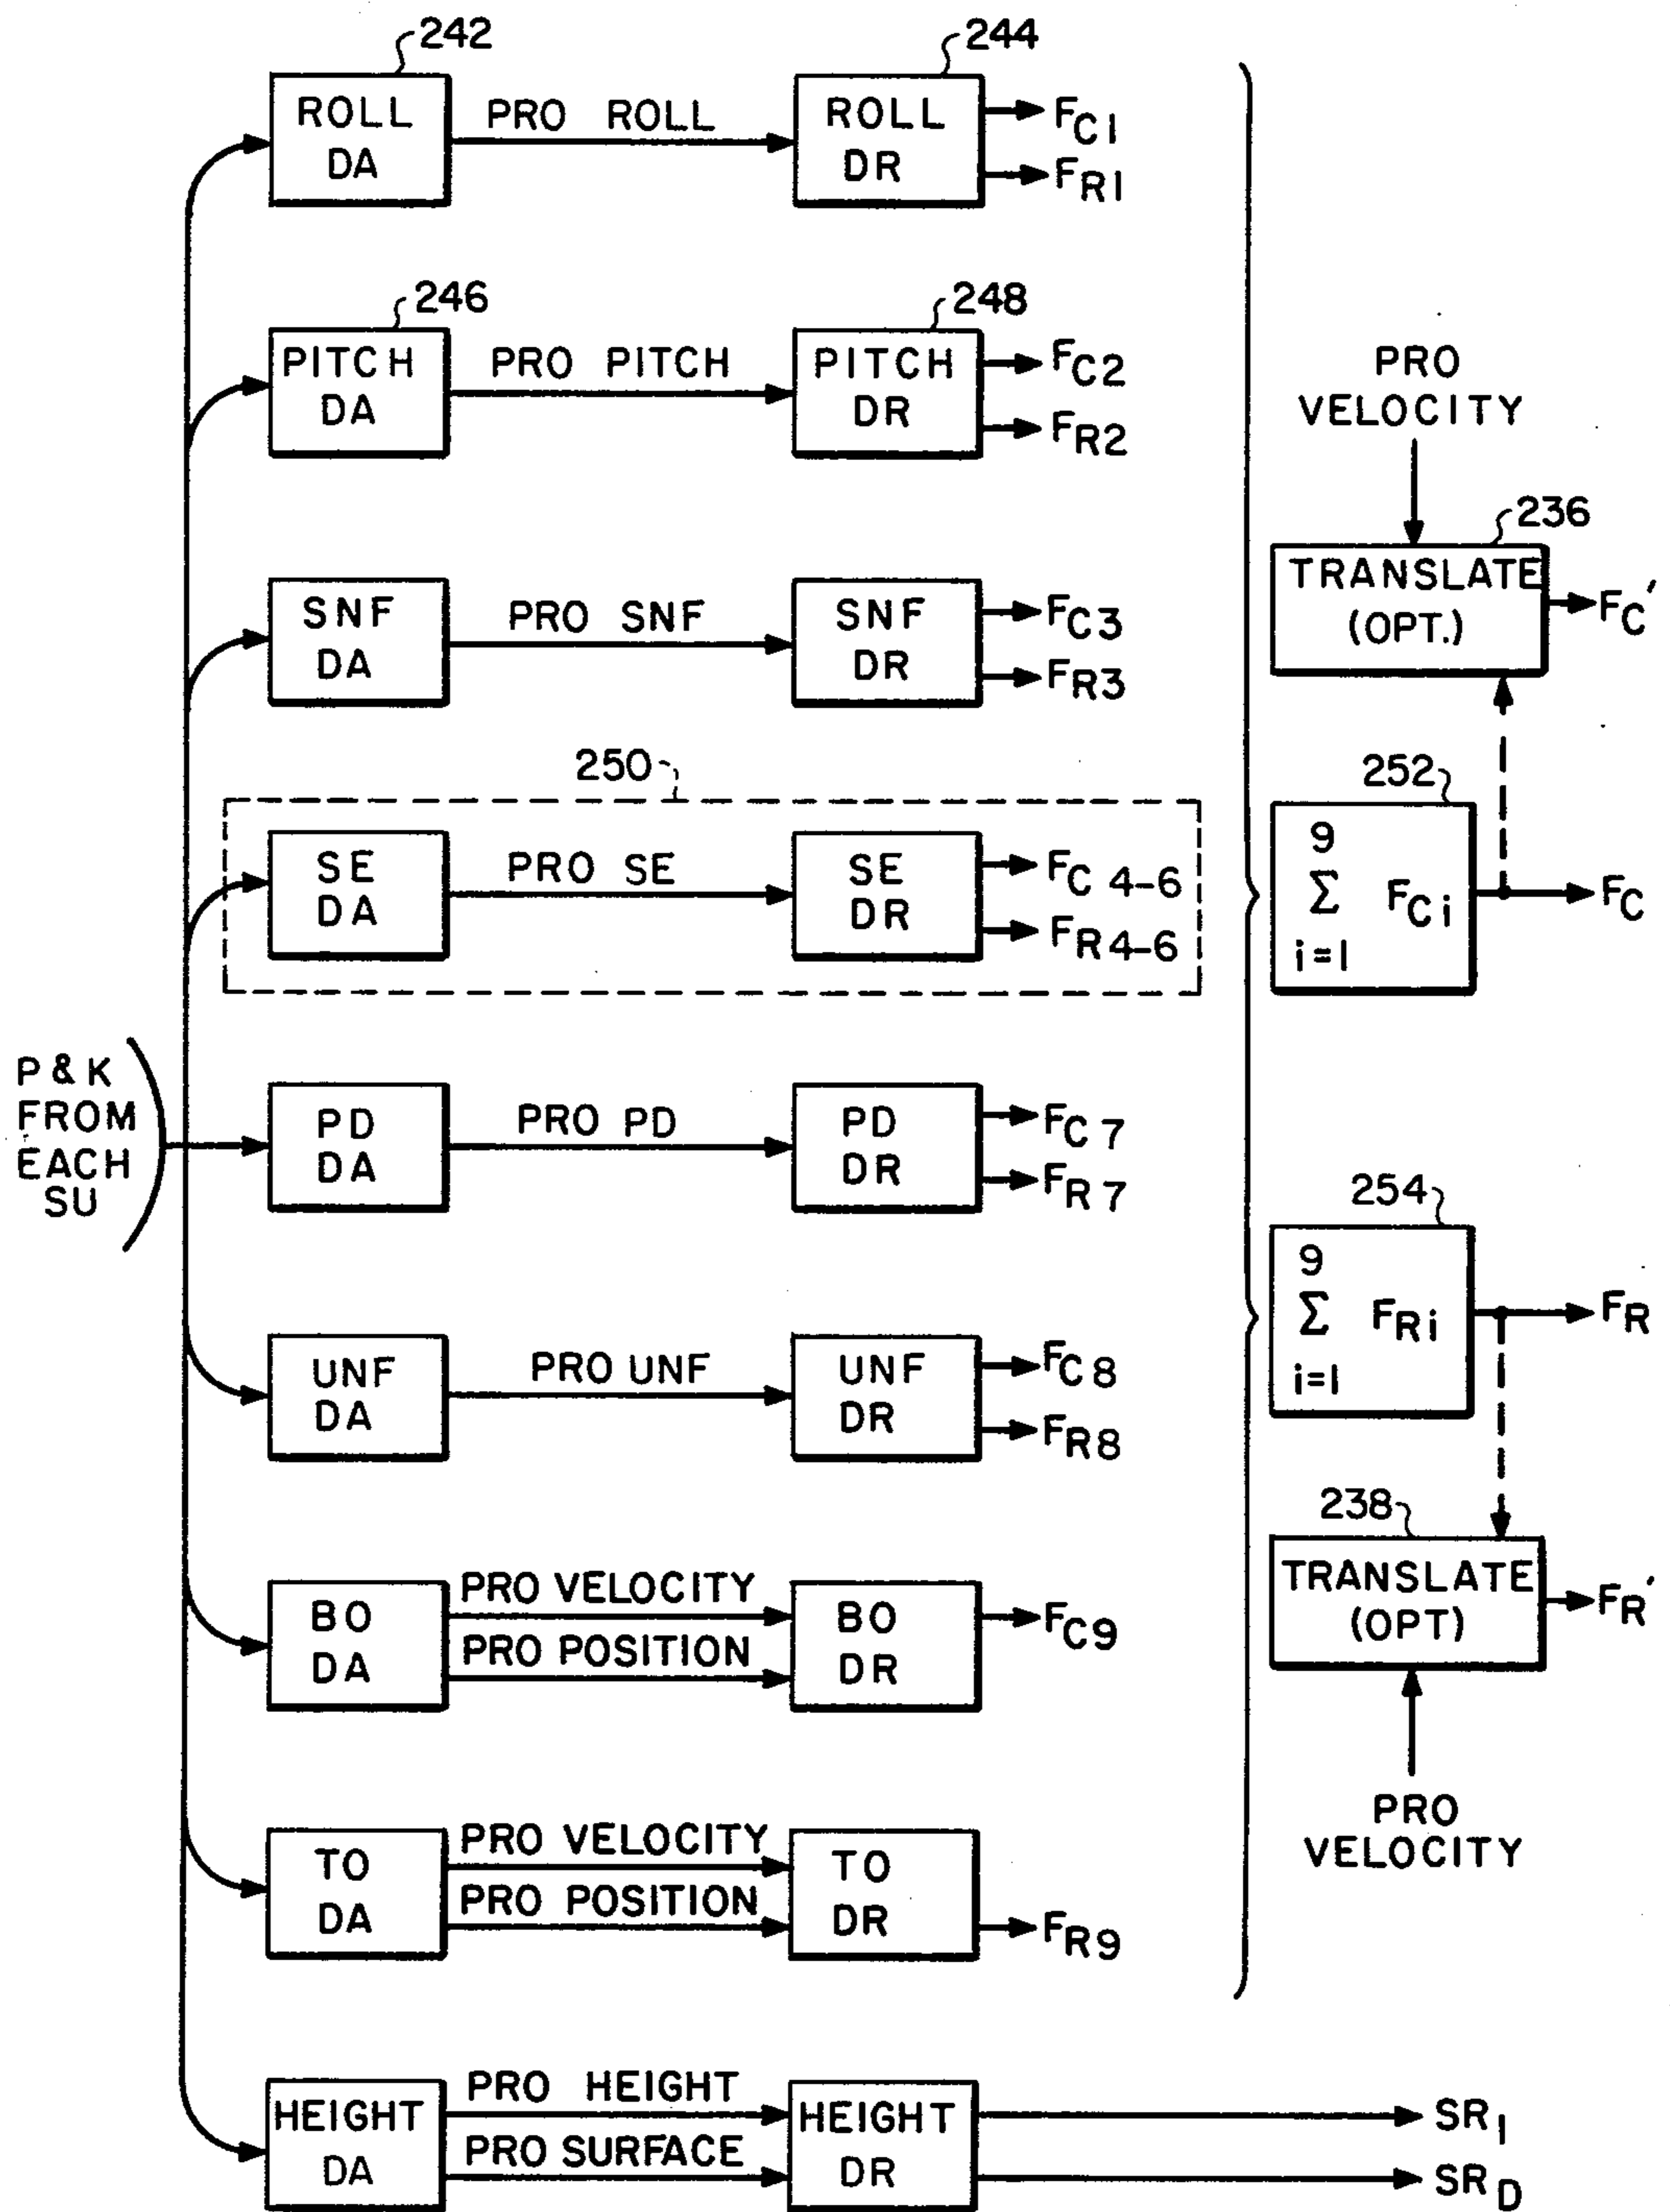 242
244
ROLL
DA
PRO ROLL
ROLL
DR
FC1
FR1
246
248
PITCH
DA
PRO PITCH
PITCH
DR
FC2
FR2
PRO
VELOCITY
236
TRANSLATE
(OPT.)
FC'
SNF
DA
PRO SNF
SNF
DR
FC3
FR3
250
SE
DA
PRO SE
SE
DR
FC 4-6
FR4-6
252
9
Σ FCi
i=1
FC
P & K
FROM
EACH
SU
PD
DA
PRO PD
PD
DR
FC7
FR7
254
9
Σ FRi
i=1
FR
UNF
DA
PRO UNF
UNF
DR
FC8
FR8
238
TRANSLATE
(OPT)
FR'
PRO
VELOCITY
BO
DA
PRO VELOCITY
PRO POSITION
BO
DR
FC9
TO
DA
PRO VELOCITY
PRO POSITION
TO
DR
FR9
HEIGHT
DA
PRO HEIGHT
PRO SURFACE
HEIGHT
DR
SRI
SRD